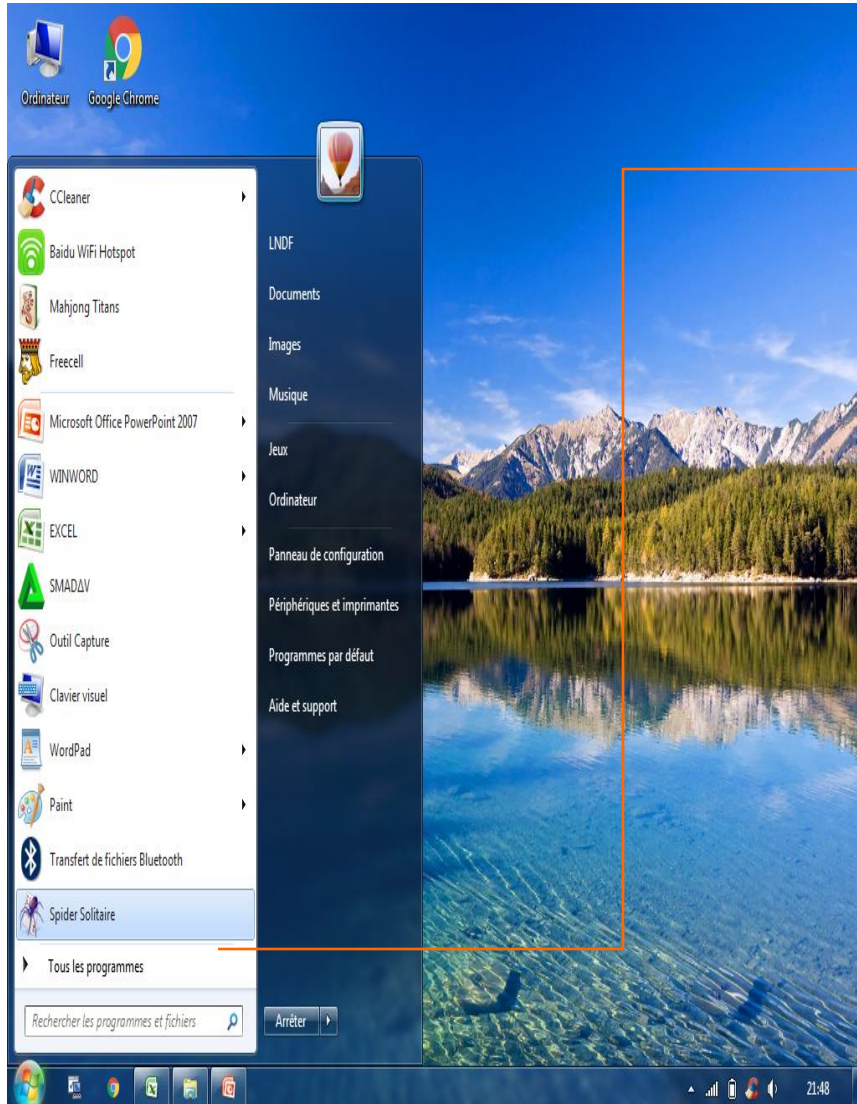 Ordinateur
Google Chrome
CCleaner
Baidu WiFi Hotspot
Mahjong Titans
Freecell
Microsoft Office PowerPoint 2007
WINWORD
EXCEL
SMADΔV
Outil Capture
Clavier visuel
WordPad
Paint
Transfert de fichiers Bluetooth
Spider Solitaire
Tous les programmes
Rechercher les programmes et fichiers
LNDF
Documents
Images
Musique
Jeux
Ordinateur
Panneau de configuration
Périphériques et imprimantes
Programmes par défaut
Aide et support
Arrêter
21:48